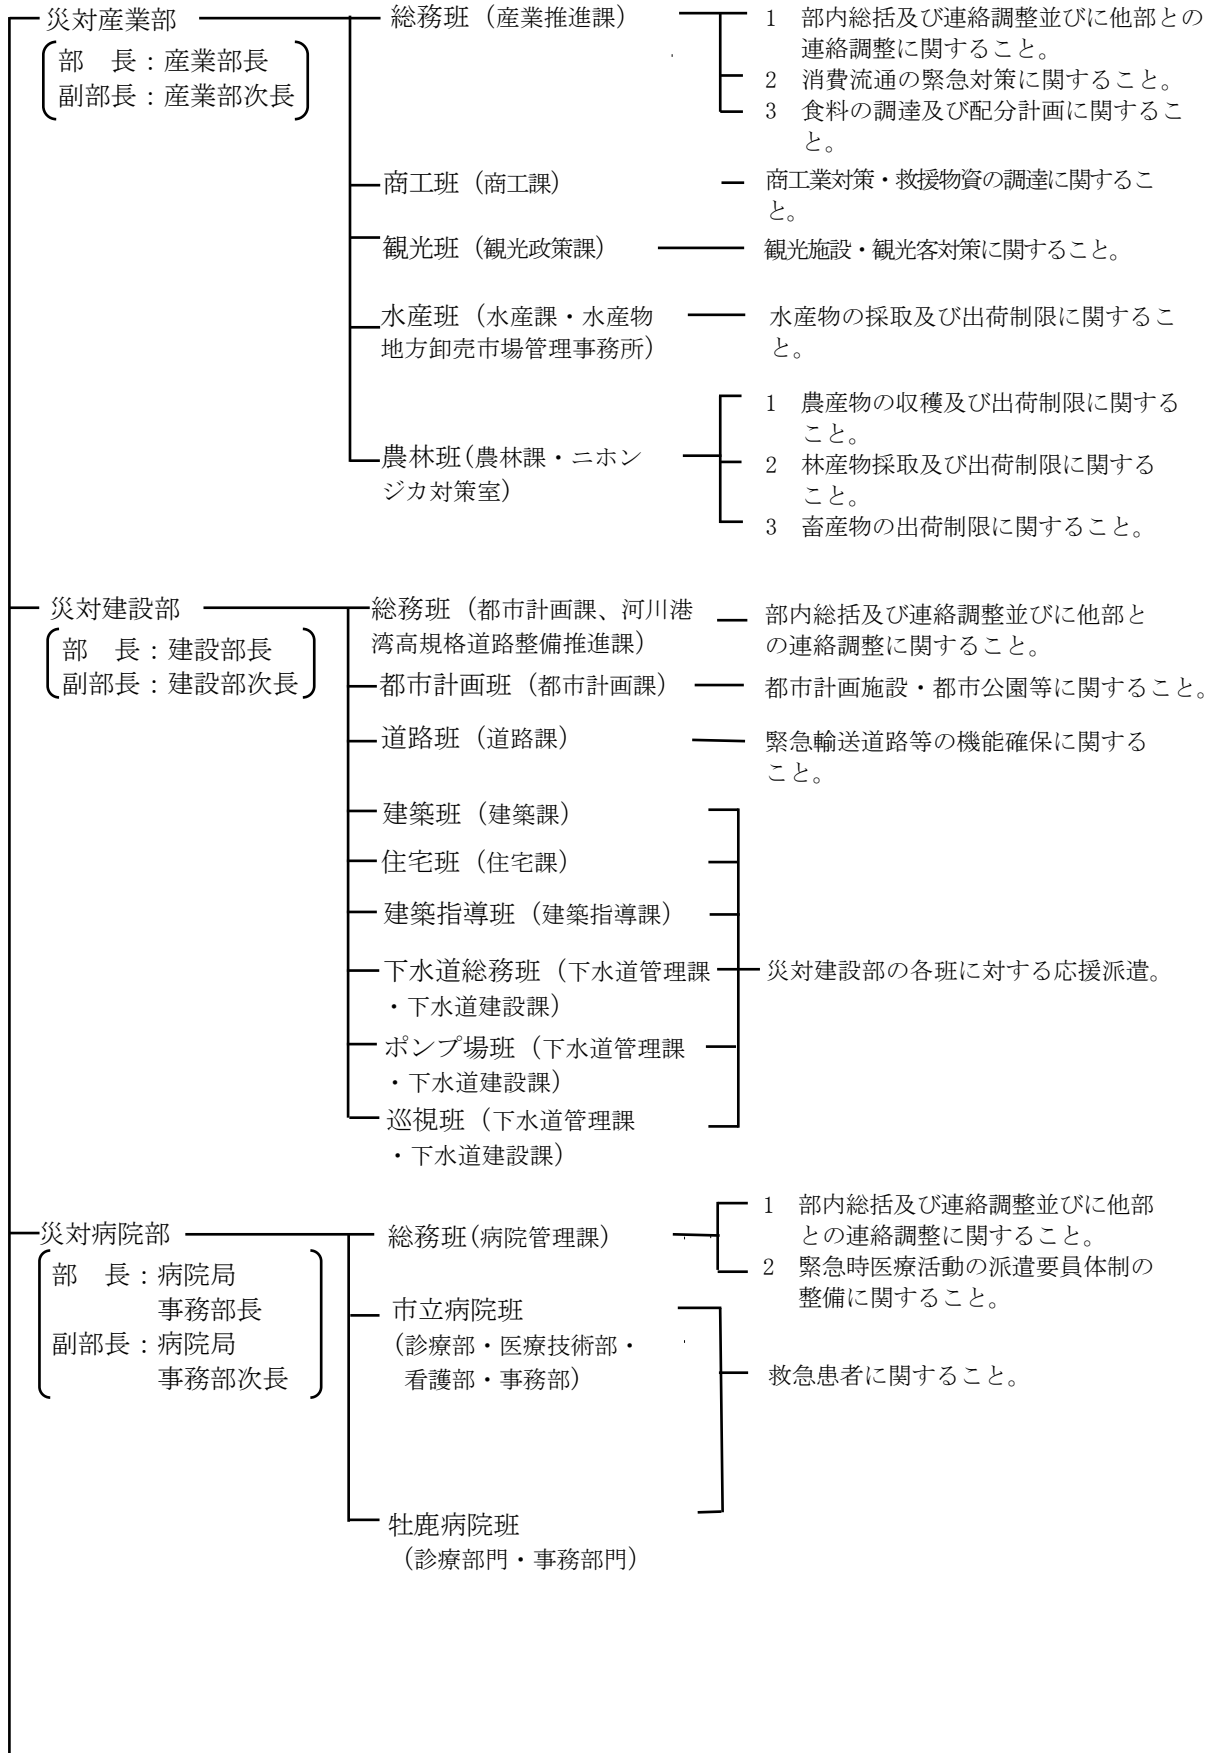 災対産業部
部　長：産業部長
副部長：産業部次長
総務班（産業推進課）
1　部内総括及び連絡調整並びに他部との
連絡調整に関すること。
2　消費流通の緊急対策に関すること。
3　食料の調達及び配分計画に関するこ
と。
商工班（商工課）
商工業対策・救援物資の調達に関するこ
と。
観光班（観光政策課）
観光施設・観光客対策に関すること。
水産班（水産課・水産物
地方卸売市場管理事務所）
水産物の採取及び出荷制限に関するこ
と。
農林班(農林課・ニホン
ジカ対策室)
1　農産物の収穫及び出荷制限に関する
こと。
2　林産物採取及び出荷制限に関する
こと。
3　畜産物の出荷制限に関すること。
災対建設部
部　長：建設部長
副部長：建設部次長
総務班（都市計画課、河川港
湾高規格道路整備推進課）
部内総括及び連絡調整並びに他部と
の連絡調整に関すること。
都市計画班（都市計画課）
都市計画施設・都市公園等に関すること。
道路班（道路課）
緊急輸送道路等の機能確保に関する
こと。
建築班（建築課）
住宅班（住宅課）
建築指導班（建築指導課）
下水道総務班（下水道管理課
・下水道建設課）
ポンプ場班（下水道管理課
・下水道建設課）
巡視班（下水道管理課
・下水道建設課）
災対建設部の各班に対する応援派遣。
災対病院部
部　長：病院局
事務部長
副部長：病院局
事務部次長
総務班(病院管理課)
1　部内総括及び連絡調整並びに他部
との連絡調整に関すること。
2　緊急時医療活動の派遣要員体制の
整備に関すること。
市立病院班
（診療部・医療技術部・
看護部・事務部）
救急患者に関すること。
牡鹿病院班
（診療部門・事務部門）